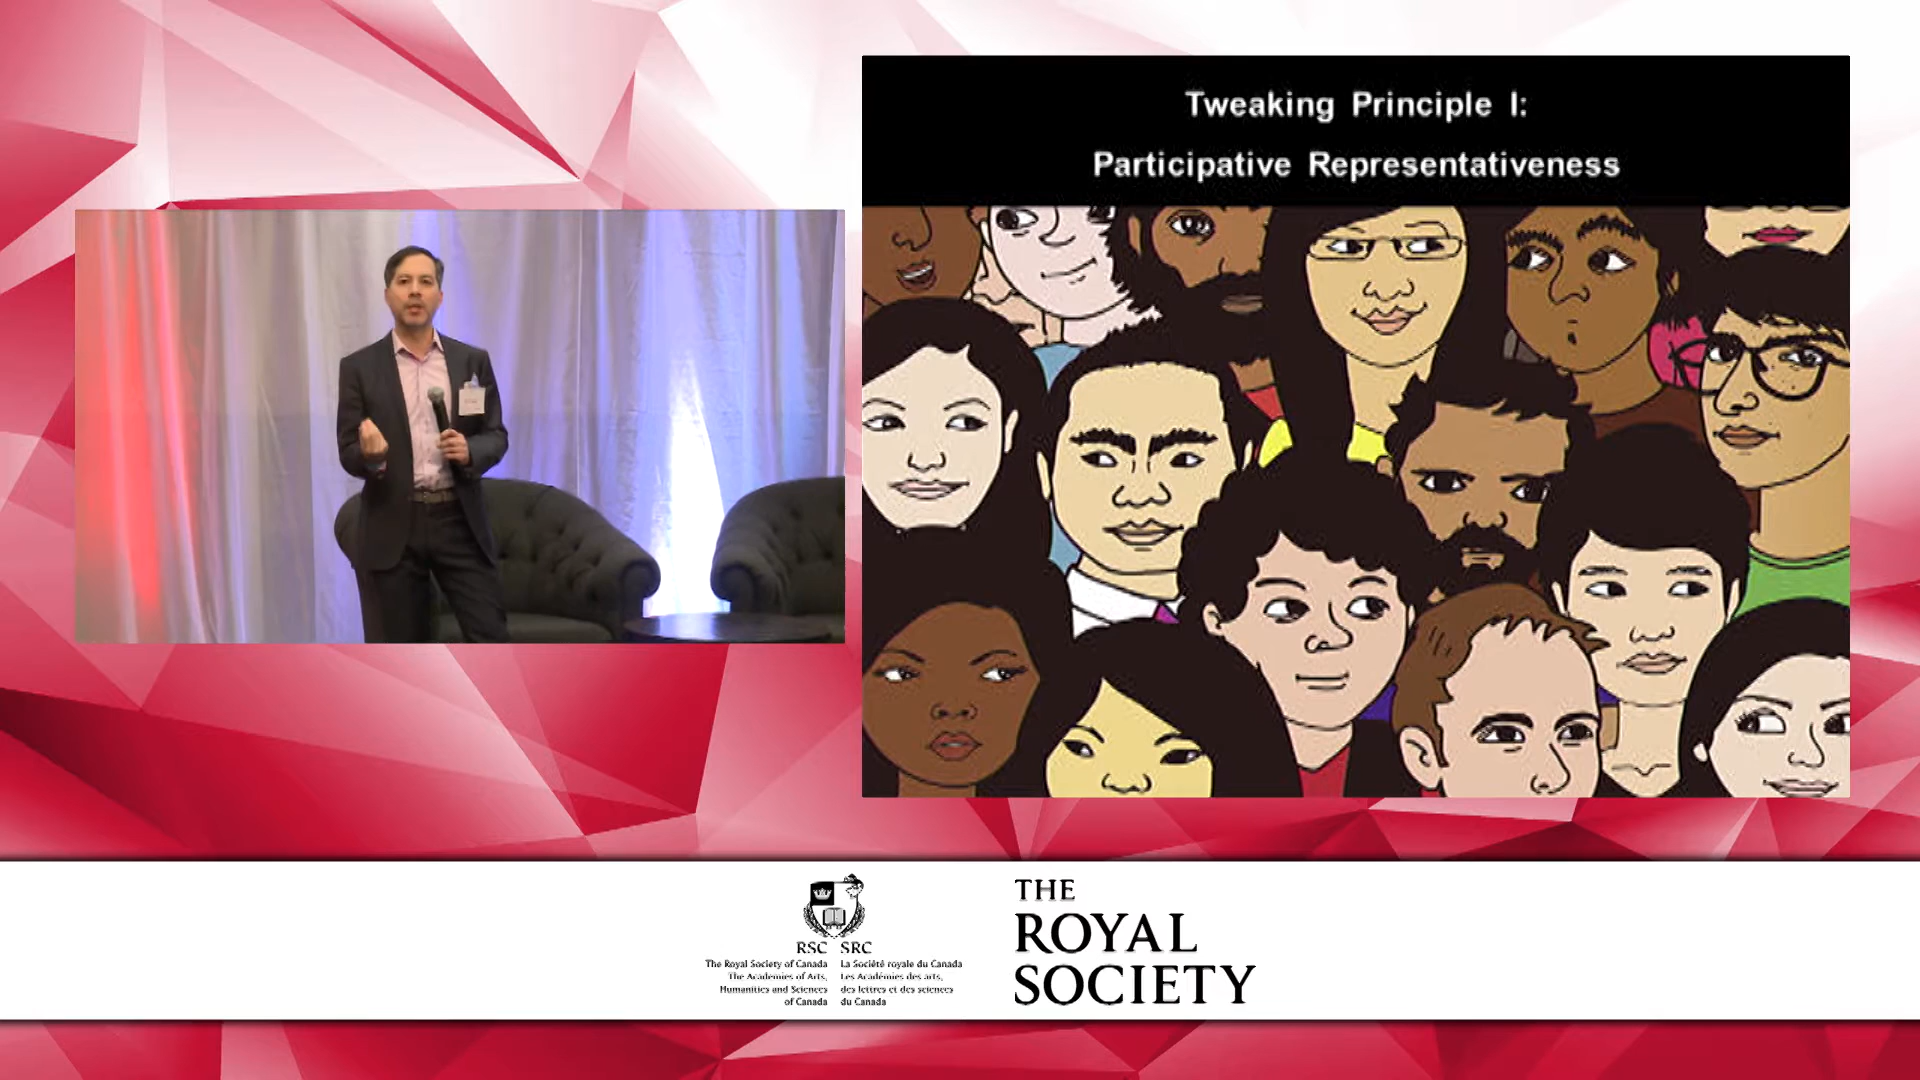 Tweaking Principle I:
Participative Representativeness
RSC SRC
The Royal Society of Canada
The Academies of Arts,
Humanities and Sciences
of Canada
La Société royale du Canada
Les Académies des arts,
des lettres et des sciences
du Canada
THE
ROYAL
SOCIETY